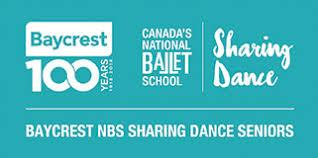 Baycrest
100 YEARS
CANADA'S
NATIONAL
BALLET
SCHOOL
Sharing
Dance
BAYCREST NBS SHARING DANCE SENIORS